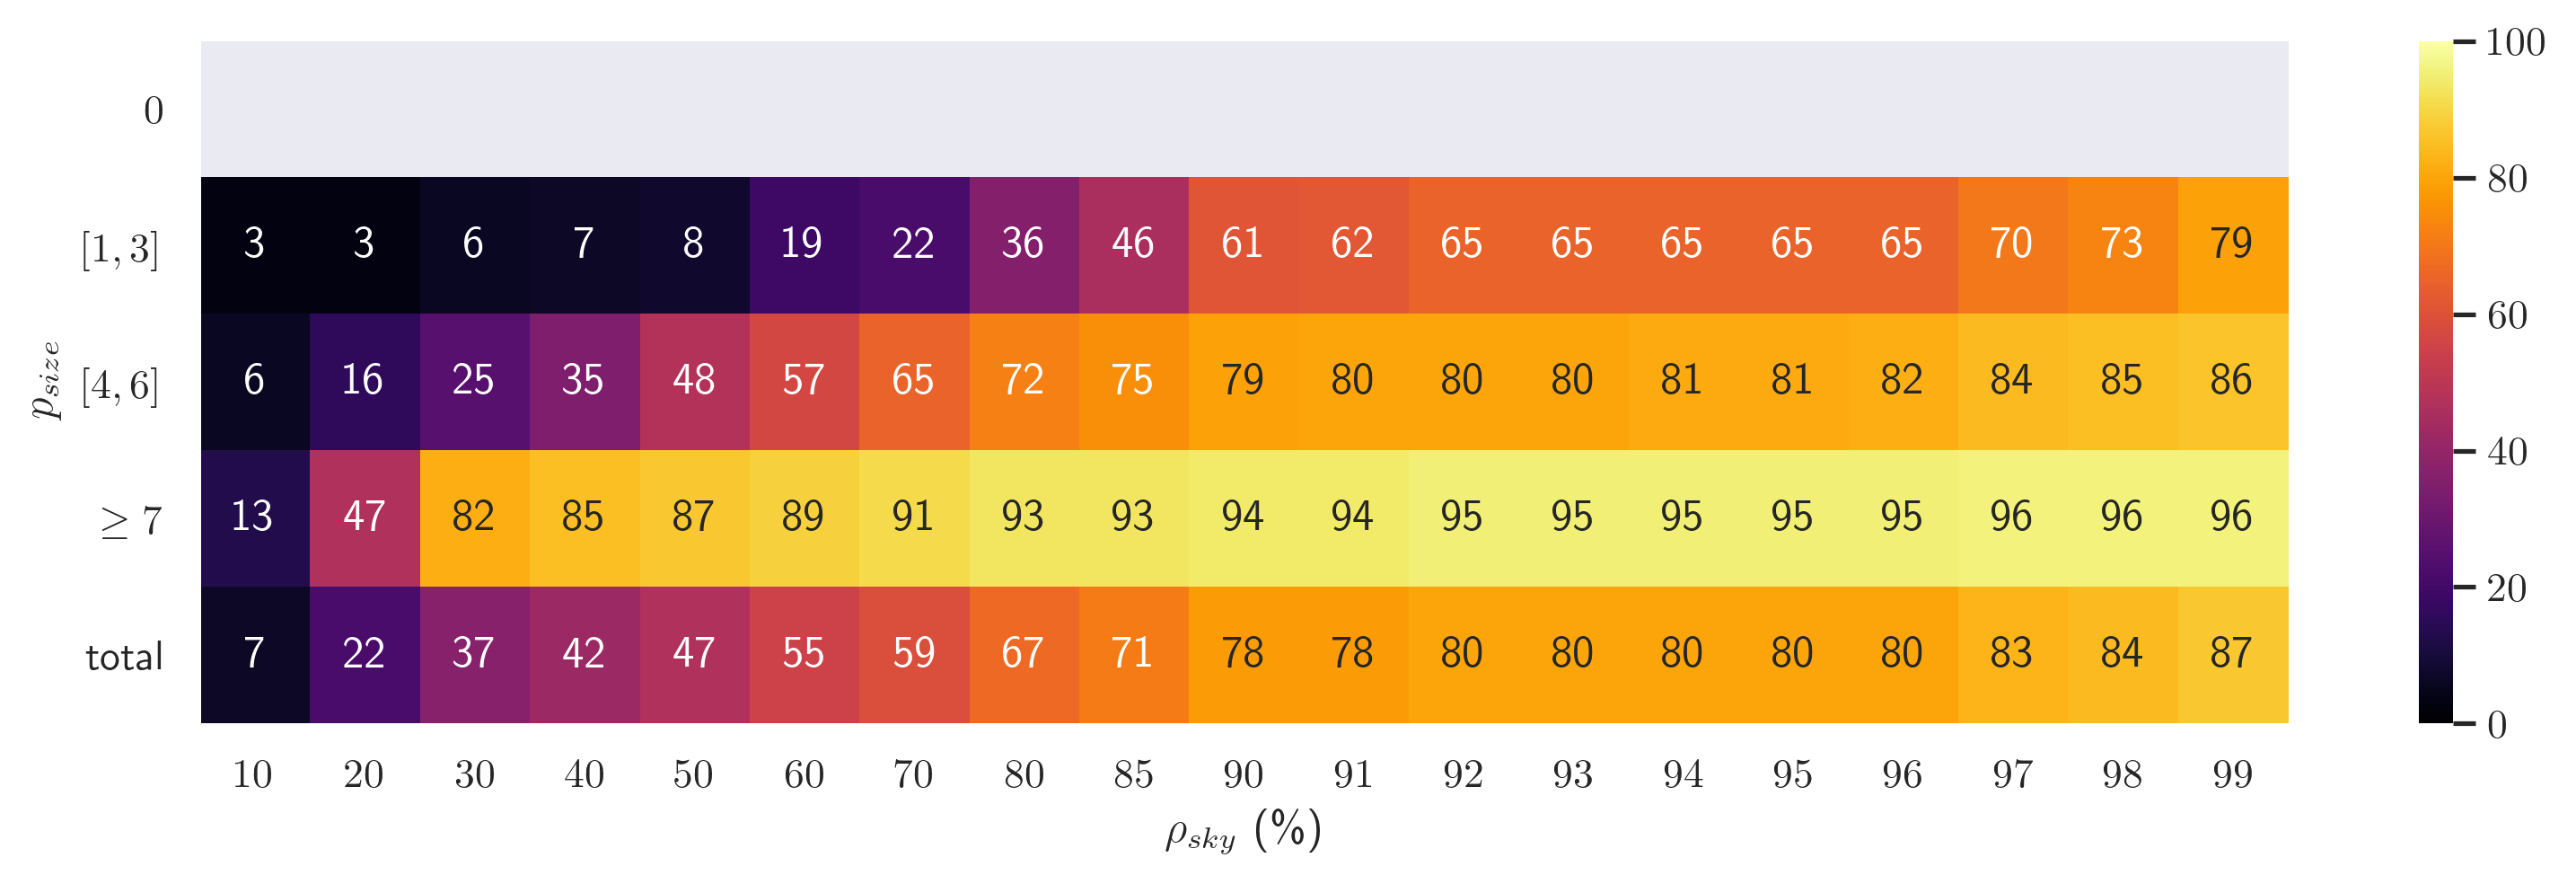 0
[1, 3] 3 3 6 7 8 19 22 36 46 61 62 65 65 65 65 65 70 73 79
[4, 6] 6 16 25 35 48 57 65 72 75 79 80 80 80 81 81 82 84 85 86
≥ 7 13 47 82 85 87 89 91 93 93 94 94 95 95 95 95 95 96 96 96
total 7 22 37 42 47 55 59 67 71 78 78 80 80 80 80 80 83 84 87
10 20 30 40 50 60 70 80 85 90 91 92 93 94 95 96 97 98 99
ρ_sky (%)
p_size
100
80
60
40
20
0